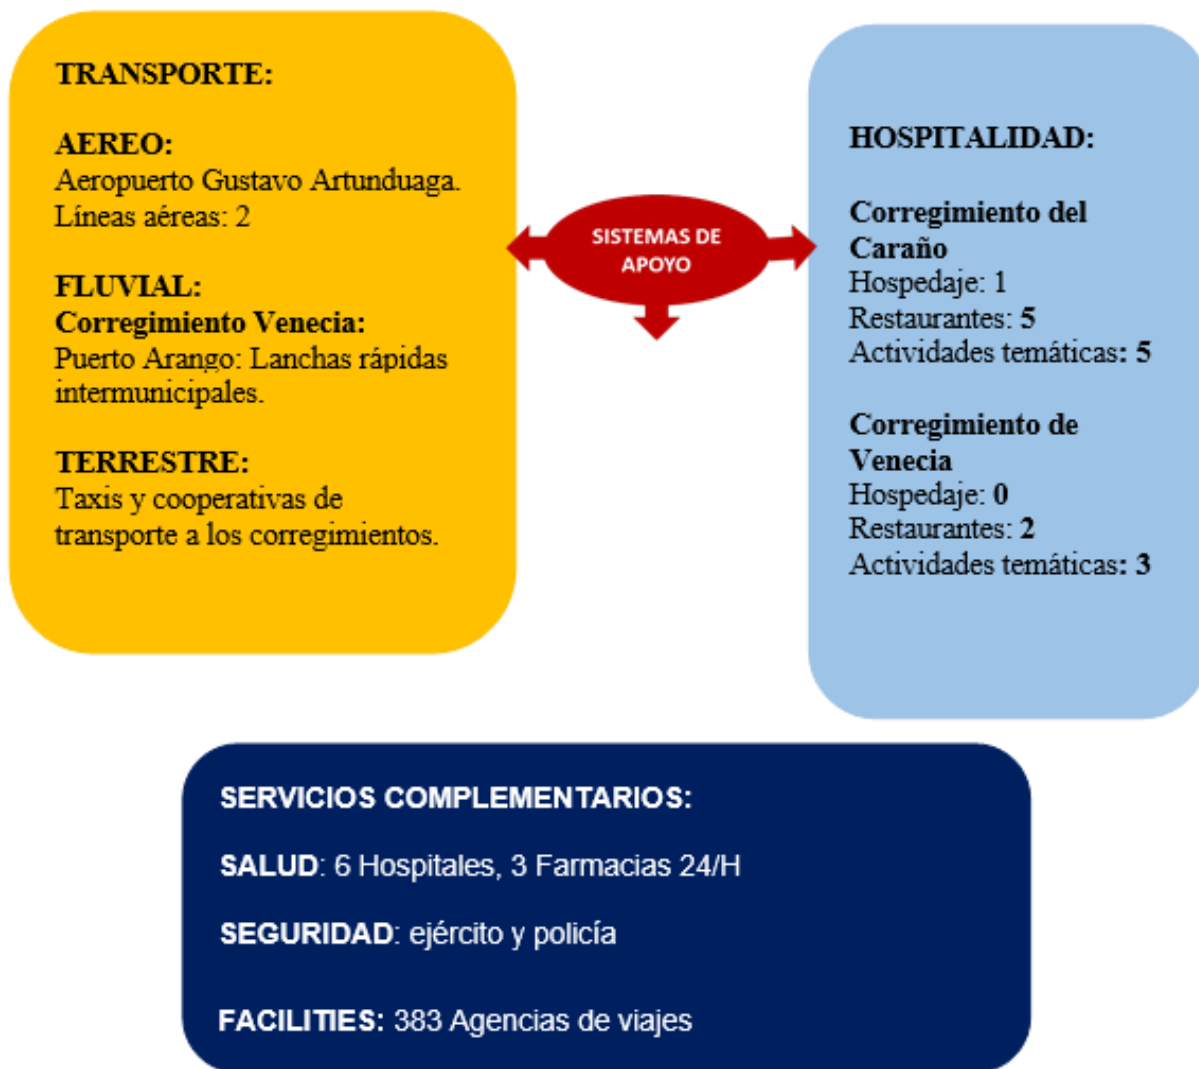 TRANSPORTE:
AEREO:
Aeropuerto Gustavo Artunduaga.
Líneas aéreas: 2
FLUVIAL:
Corregimiento Venecia:
Puerto Arango: Lanchas rápidas
intermunicipales.
TERRESTRE:
Taxis y cooperativas de
transporte a los corregimientos.
SISTEMAS DE
APOYO
HOSPITALIDAD:
Corregimiento del
Caraño
Hospedaje: 1
Restaurantes: 5
Actividades temáticas: 5
Corregimiento de
Venecia
Hospedaje: 0
Restaurantes: 2
Actividades temáticas: 3
SERVICIOS COMPLEMENTARIOS:
SALUD: 6 Hospitales, 3 Farmacias 24/H
SEGURIDAD: ejército y policía
FACILITIES: 383 Agencias de viajes